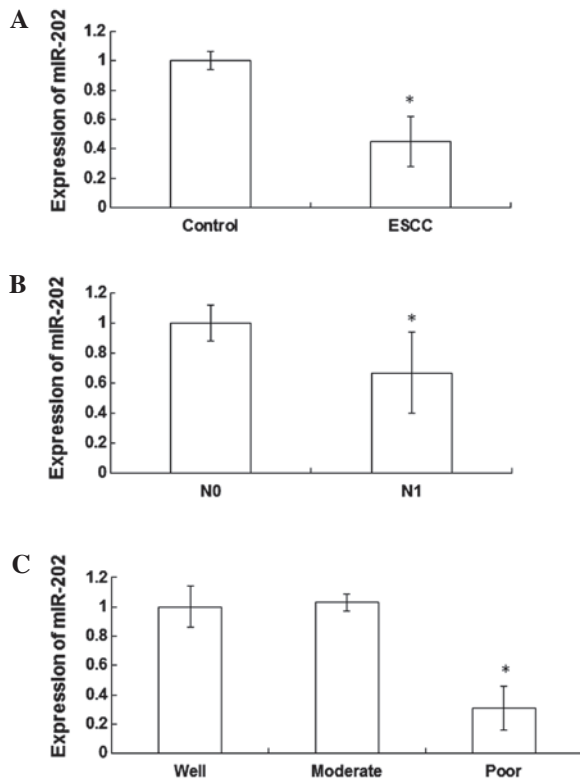 A
Expression of miR-202
1.2
1
0.8
0.6
0.4
0.2
0
*
Control
ESCC
B
Expression of miR-202
1.2
1
0.8
0.6
0.4
0.2
0
*
N0
N1
C
Expression of miR-202
1.2
1
0.8
0.6
0.4
0.2
0
*
Well
Moderate
Poor